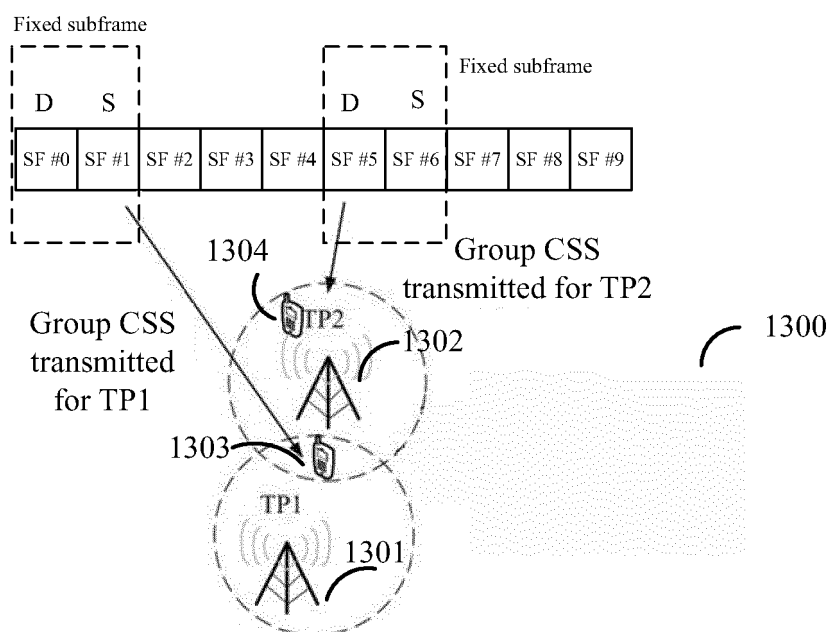 Fixed subframe
Fixed subframe
D S D S
SF #0 SF #1 SF #2 SF #3 SF #4 SF #5 SF #6 SF #7 SF #8 SF #9
1304
Group CSS
transmitted for TP2
Group CSS
transmitted
for TP1
TP2
1302
1300
1303
TP1
1301